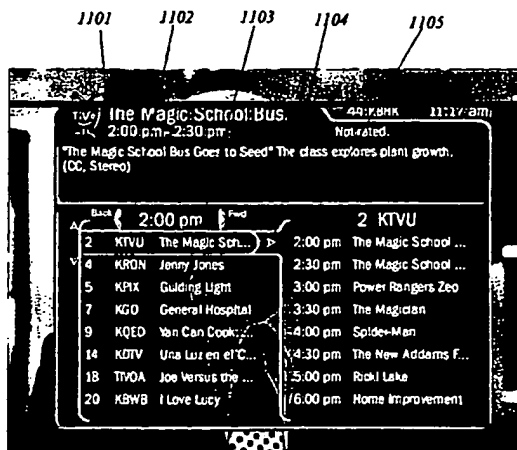 1101 1102 1103 1104 1105
TiVo The Magic School Bus. 44:KBHK 11:17 am
2:00 pm-2:30 pm Not rated.
"The Magic School Bus Goes to Seed" The class explores plant growth.
(CC, Stereo)
Back 2:00 pm Fwd 2 KTVU
2 KTVU The Magic Sch... 2:00 pm The Magic School ...
4 KRON Jenny Jones 2:30 pm The Magic School ...
5 KPIX Guiding Light 3:00 pm Power Rangers Zeo
7 KGO General Hospital 3:30 pm The Magician
9 KQED Yan Can Cook: 4:00 pm Spider-Man
14 KDTV Una Luz en el C... 4:30 pm The New Addams F...
18 TIVOA Joe Versus the ... 5:00 pm Ricki Lake
20 KBWB I Love Lucy 6:00 pm Home Improvement